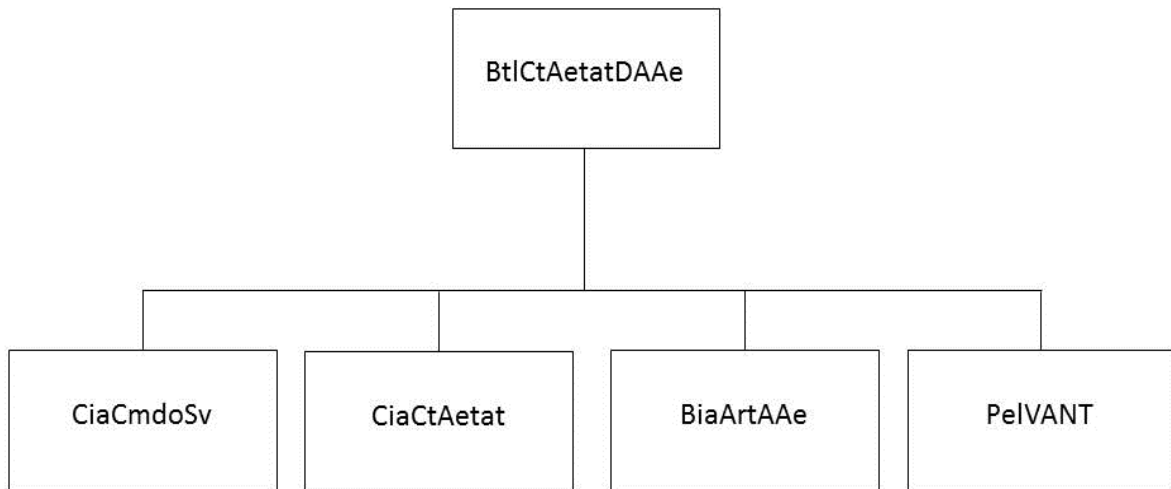 BtlCtAetatDAAe
CiaCmdoSv
CiaCtAetat
BiaArtAAe
PelVANT